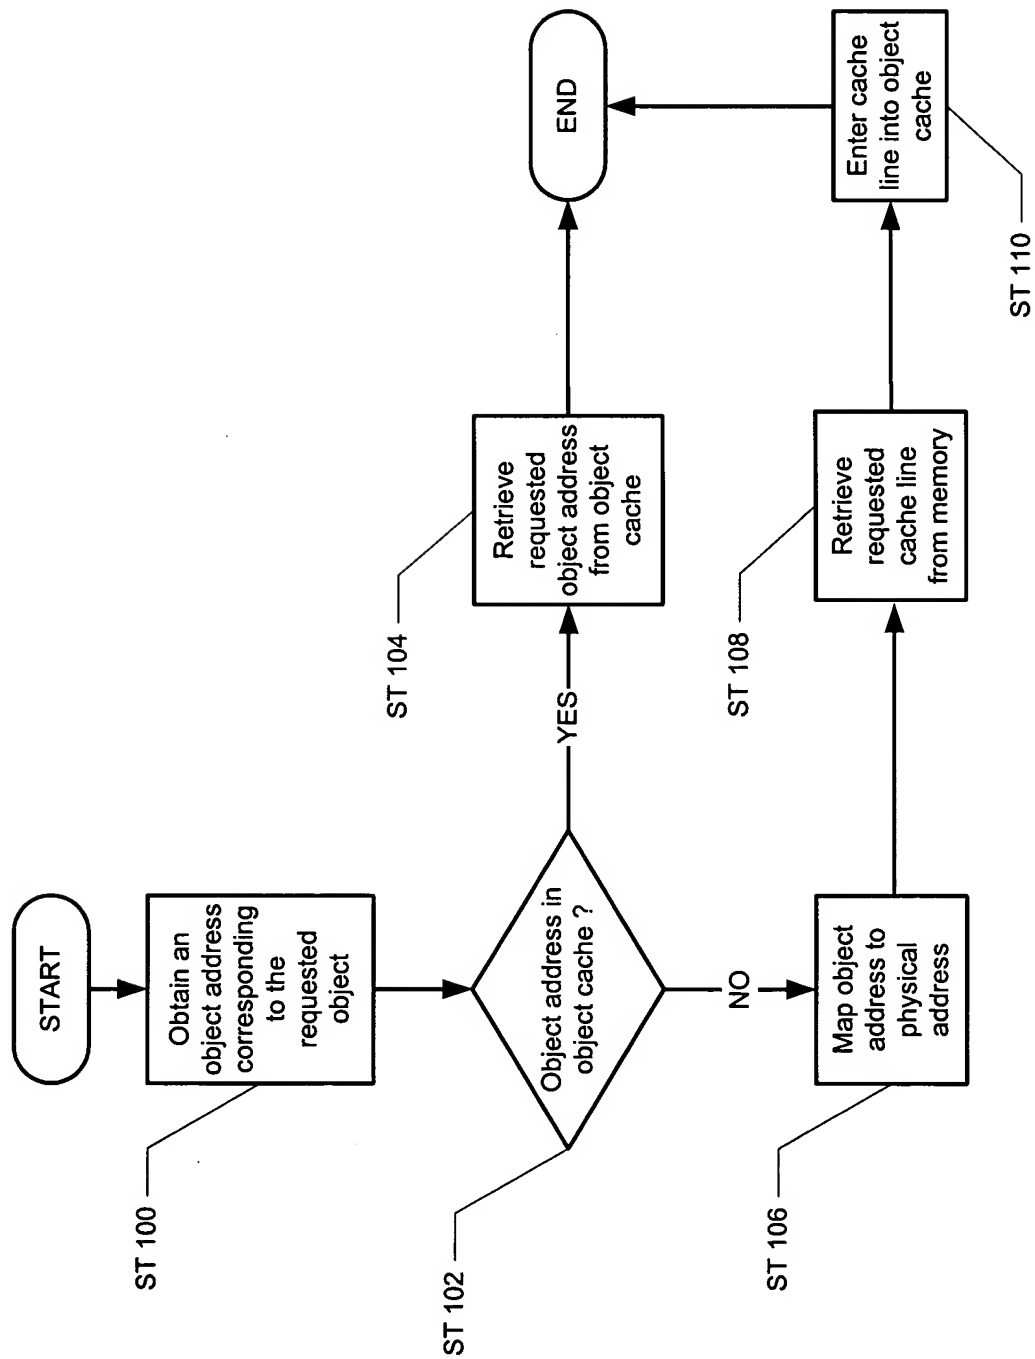 START
ST 100
Obtain an
object address
corresponding
to the
requested
object
ST 102
Object address in
object cache ?
YES
ST 104
Retrieve
requested
object address
from object
cache
END
NO
ST 106
Map object
address to
physical
address
ST 108
Retrieve
requested
cache line
from memory
Enter cache
line into object
cache
ST 110